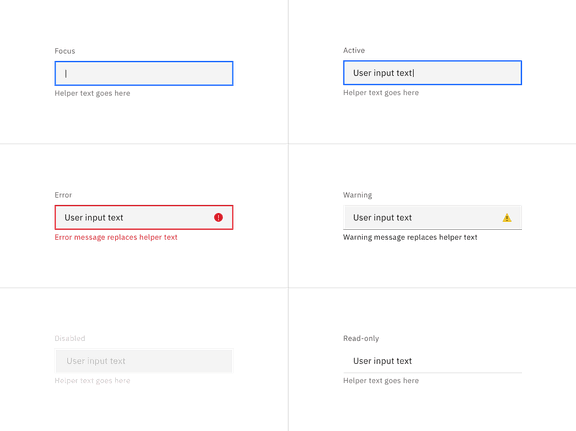 Focus
Helper text goes here
Active
User input text
Helper text goes here
Error
User input text
Error message replaces helper text
Warning
User input text
Warning message replaces helper text
Disabled
User input text
Helper text goes here
Read-only
User input text
Helper text goes here